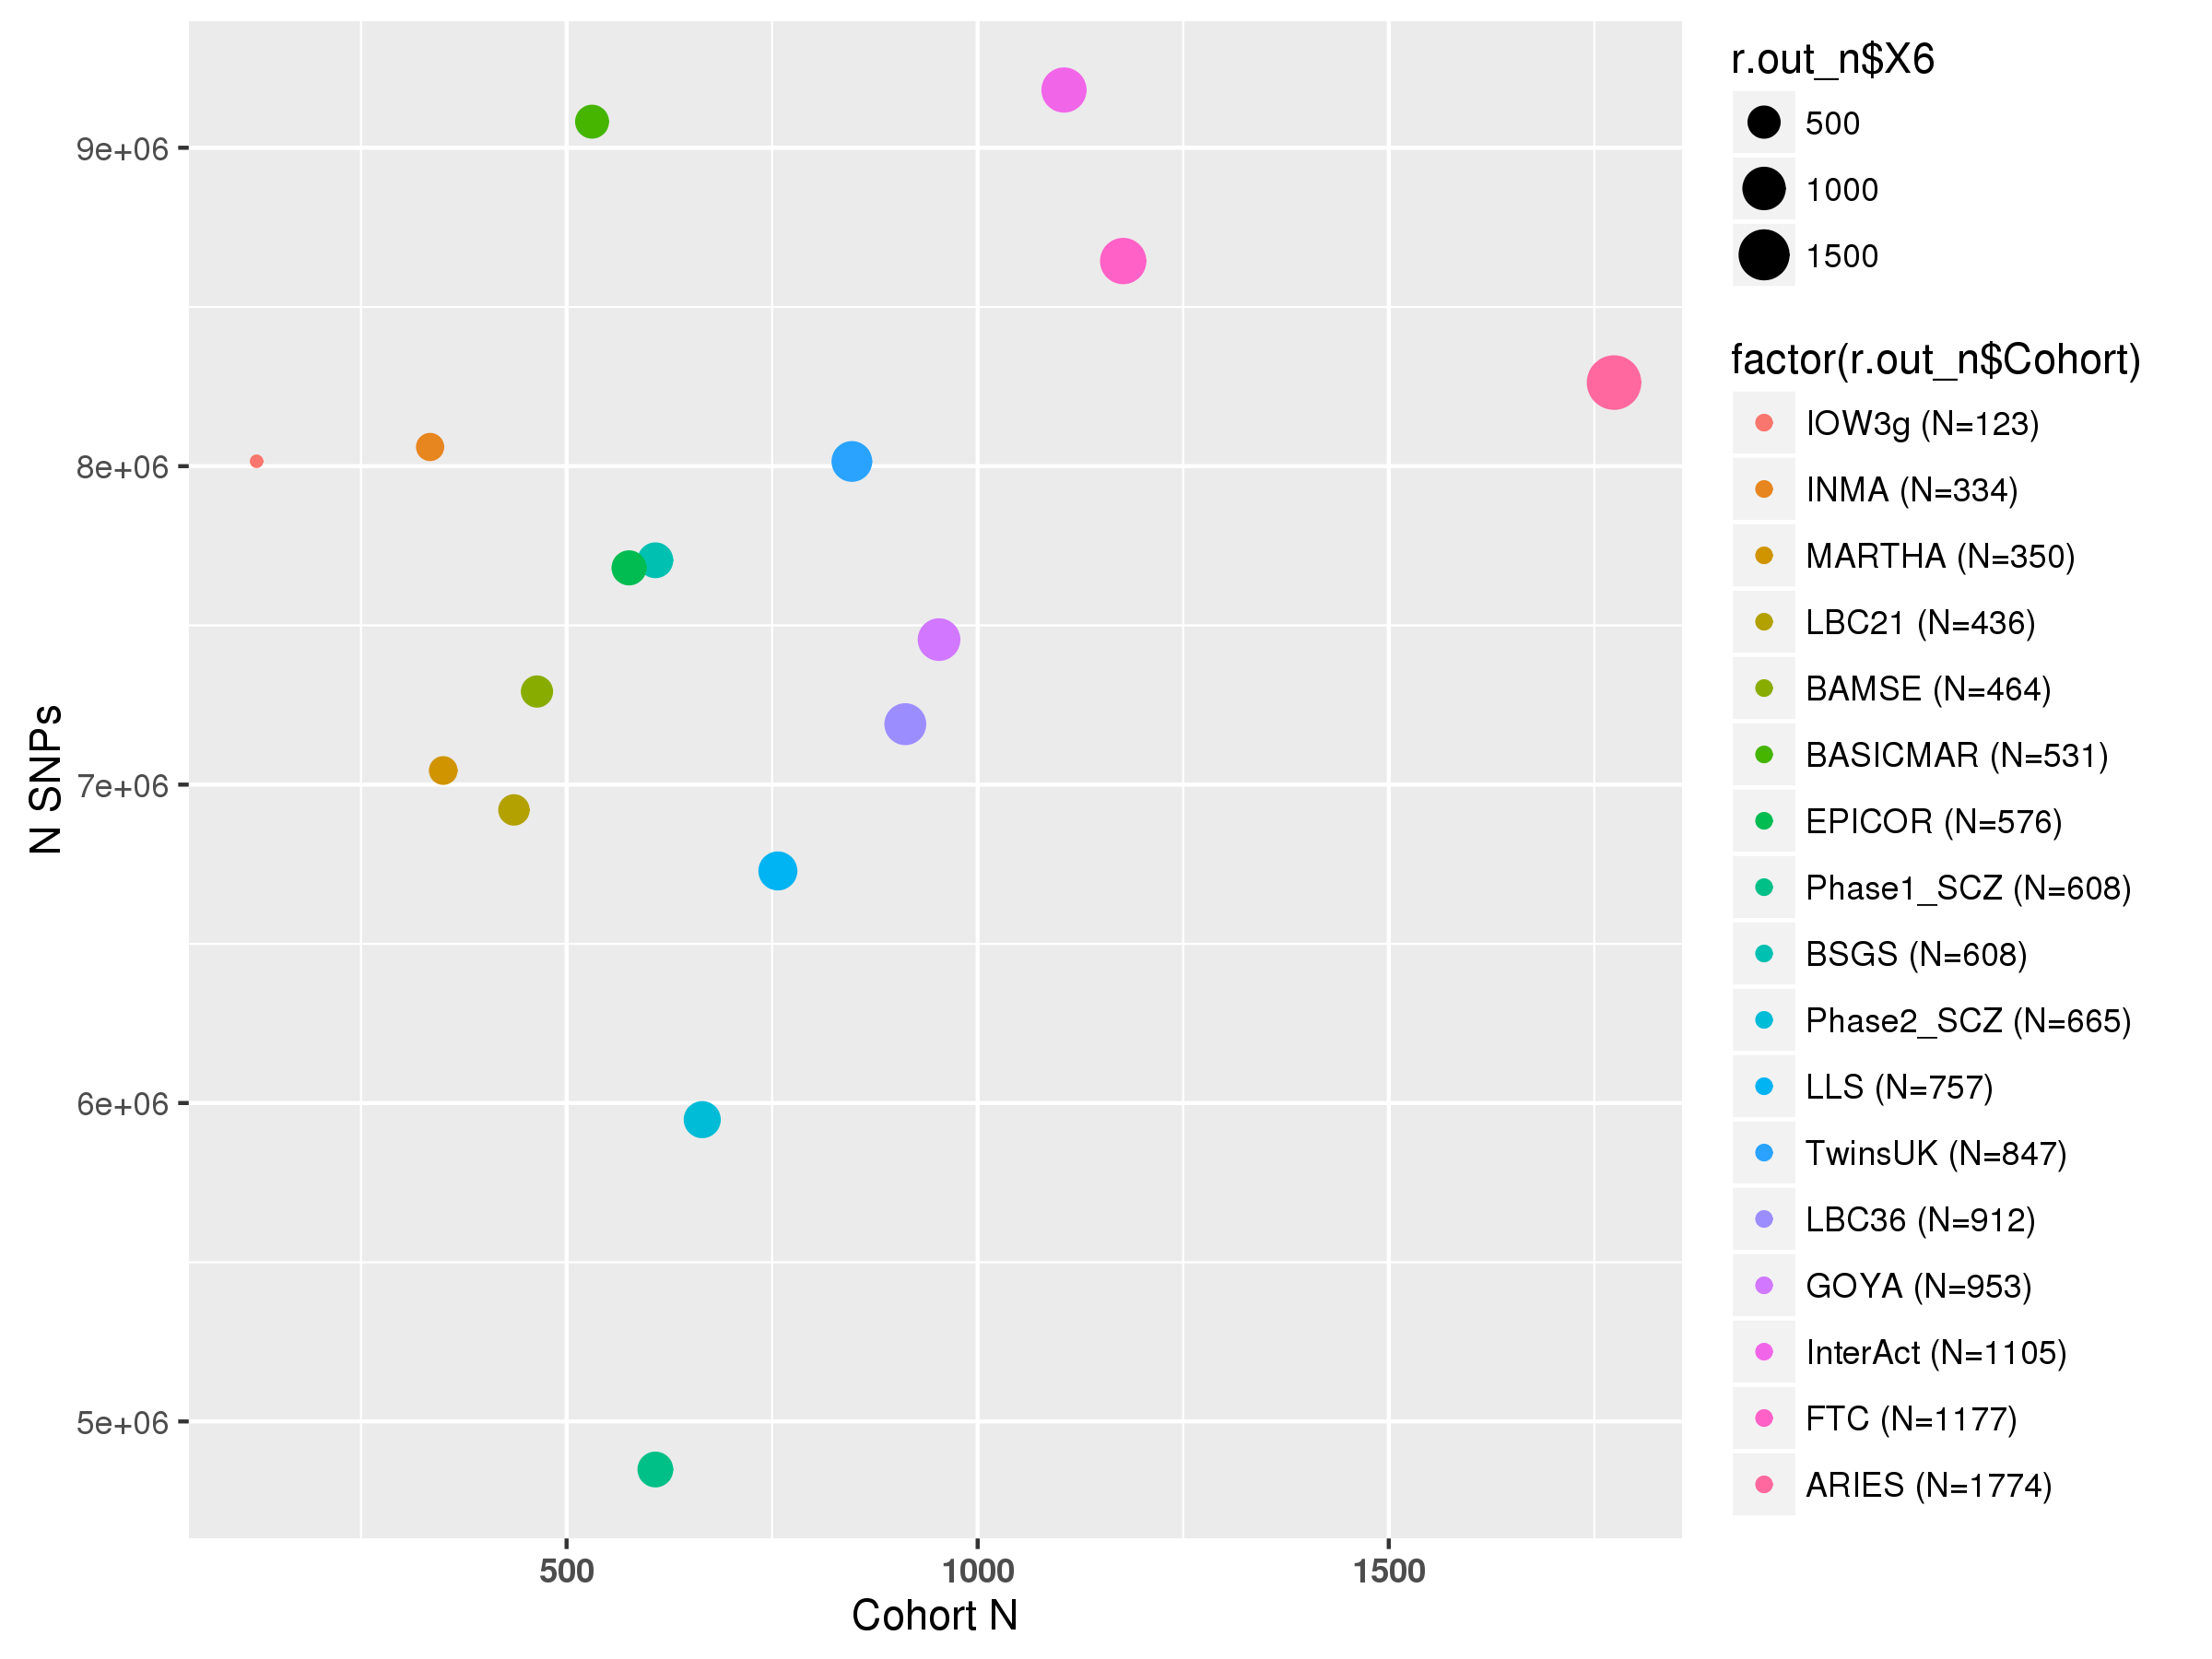 r.out_n$X6
500
1000
1500
factor(r.out_n$Cohort)
IOW3g (N=123)
INMA (N=334)
MARTHA (N=350)
LBC21 (N=436)
BAMSE (N=464)
BASICMAR (N=531)
EPICOR (N=576)
Phase1_SCZ (N=608)
BSGS (N=608)
Phase2_SCZ (N=665)
LLS (N=757)
TwinsUK (N=847)
LBC36 (N=912)
GOYA (N=953)
InterAct (N=1105)
FTC (N=1177)
ARIES (N=1774)
N SNPs
9e+06
8e+06
7e+06
6e+06
5e+06
500
1000
1500
Cohort N